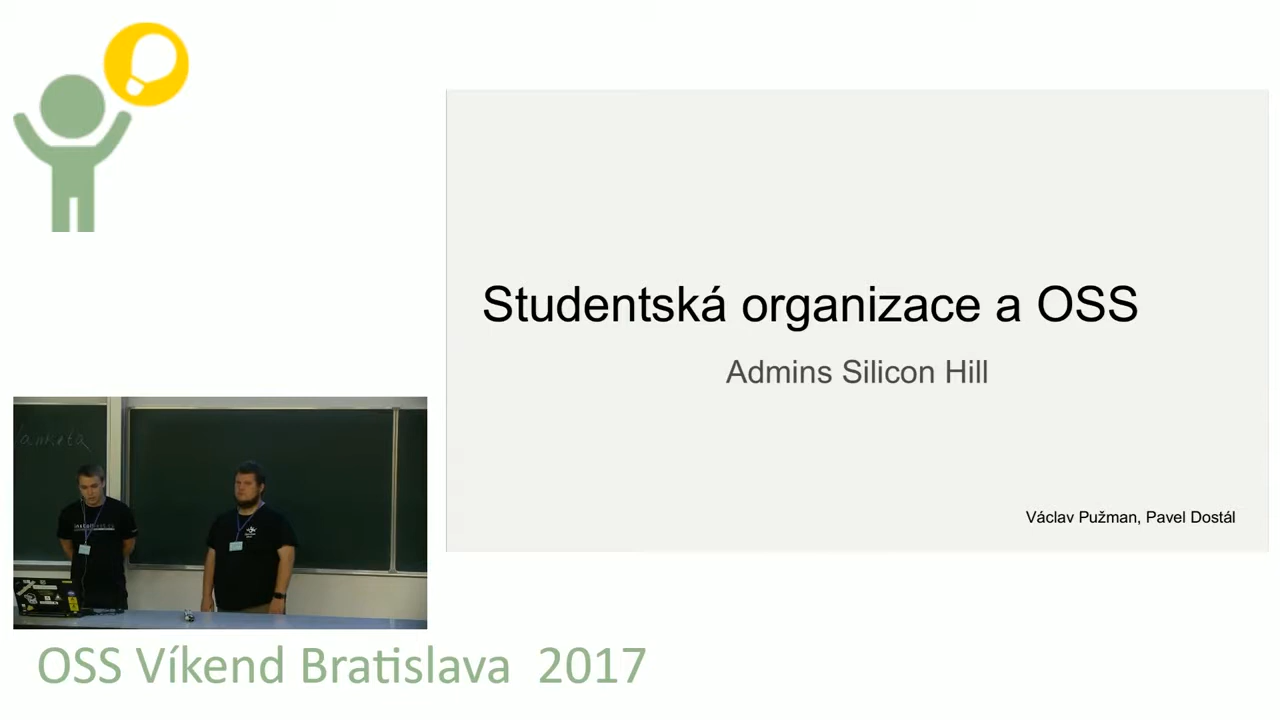 Studentská organizace a OSS
Admins Silicon Hill
Václav Pužman, Pavel Dostál
OSS Víkend Bratislava 2017